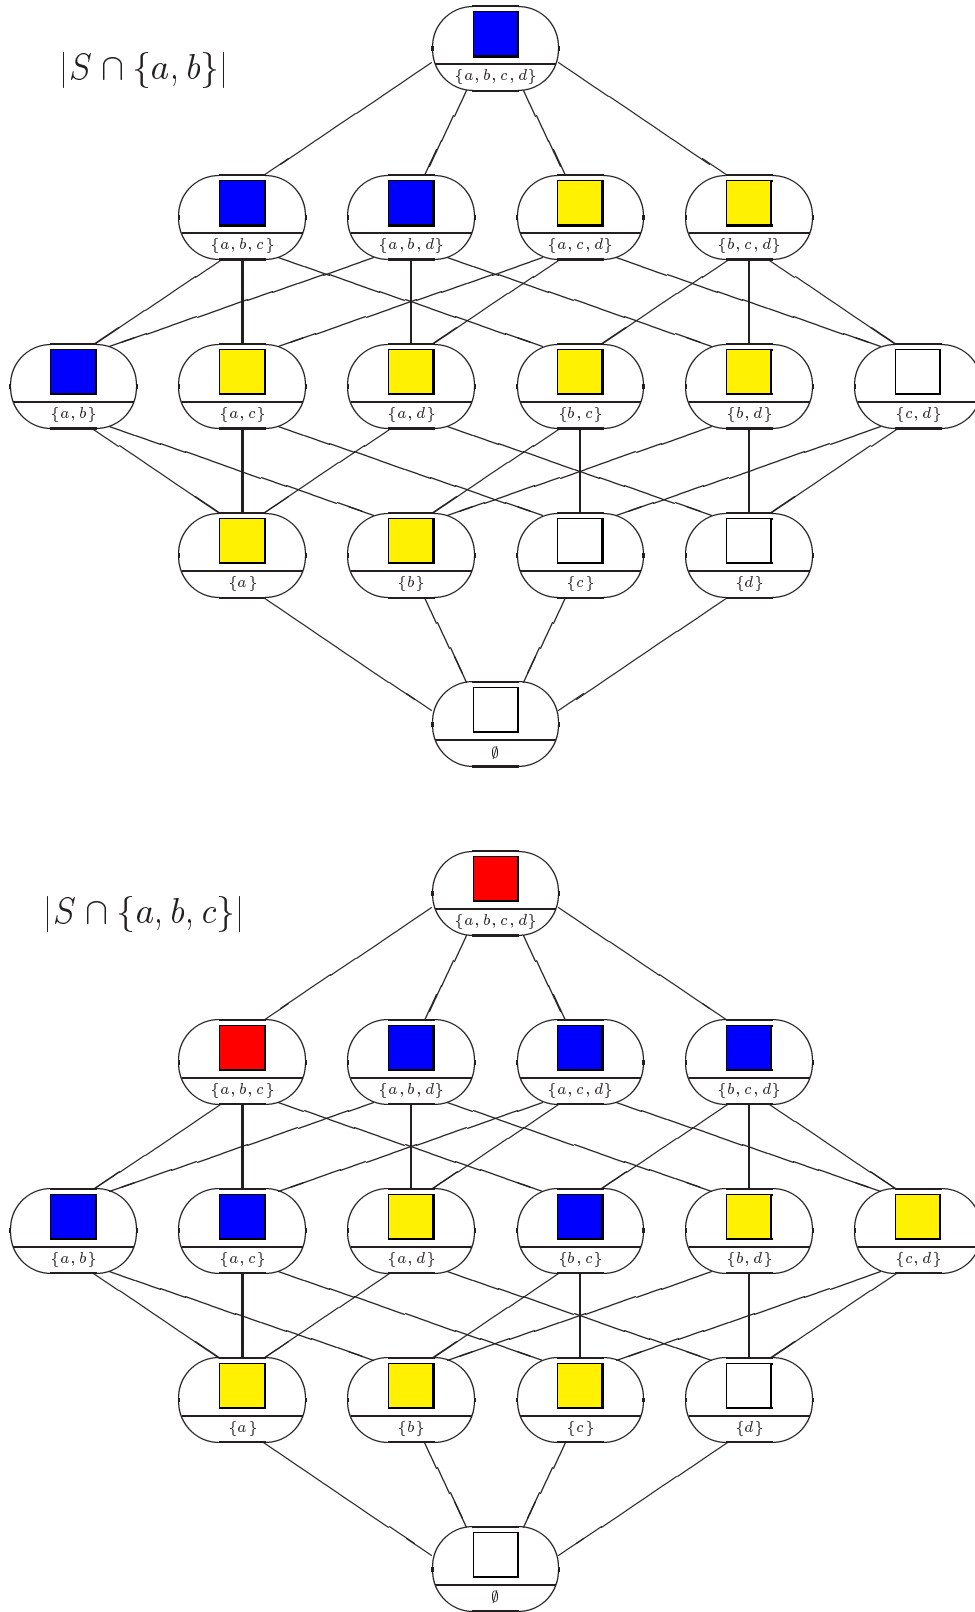 |S ∩ {a, b}|
{a, b, c, d}
{a, b, c} {a, b, d} {a, c, d} {b, c, d}
{a, b} {a, c} {a, d} {b, c} {b, d} {c, d}
{a} {b} {c} {d}
∅
|S ∩ {a, b, c}|
{a, b, c, d}
{a, b, c} {a, b, d} {a, c, d} {b, c, d}
{a, b} {a, c} {a, d} {b, c} {b, d} {c, d}
{a} {b} {c} {d}
∅